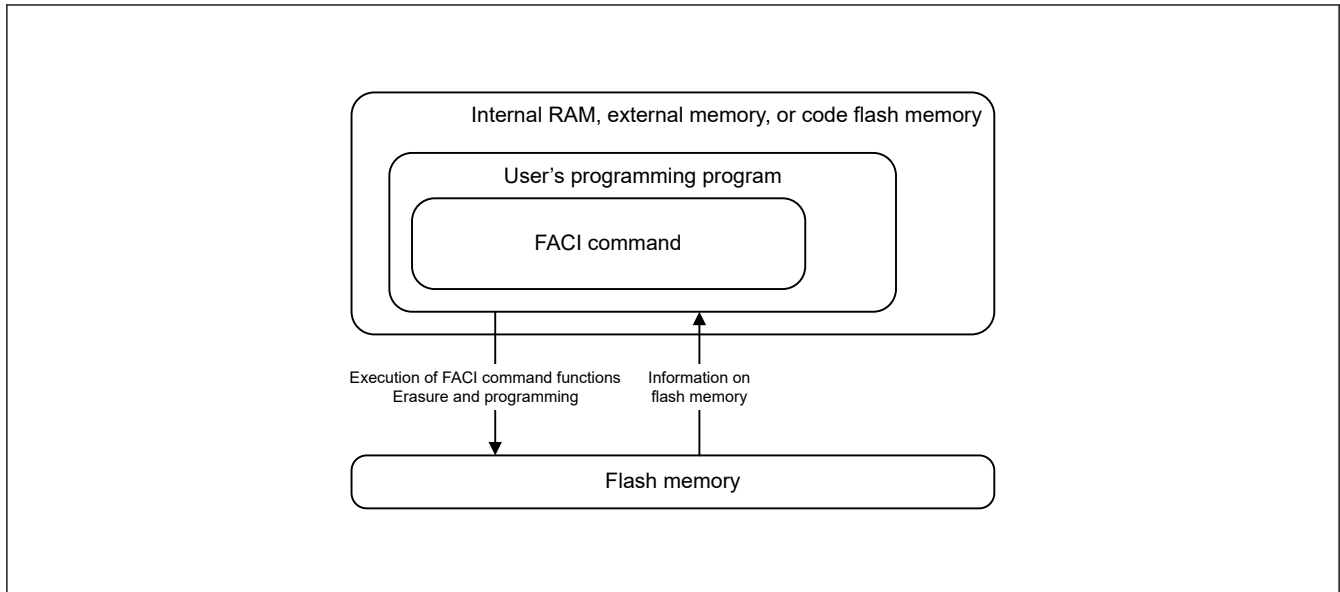 Internal RAM, external memory, or code flash memory
User’s programming program
FACI command
Execution of FACI command functions
Erasure and programming
Information on
flash memory
Flash memory